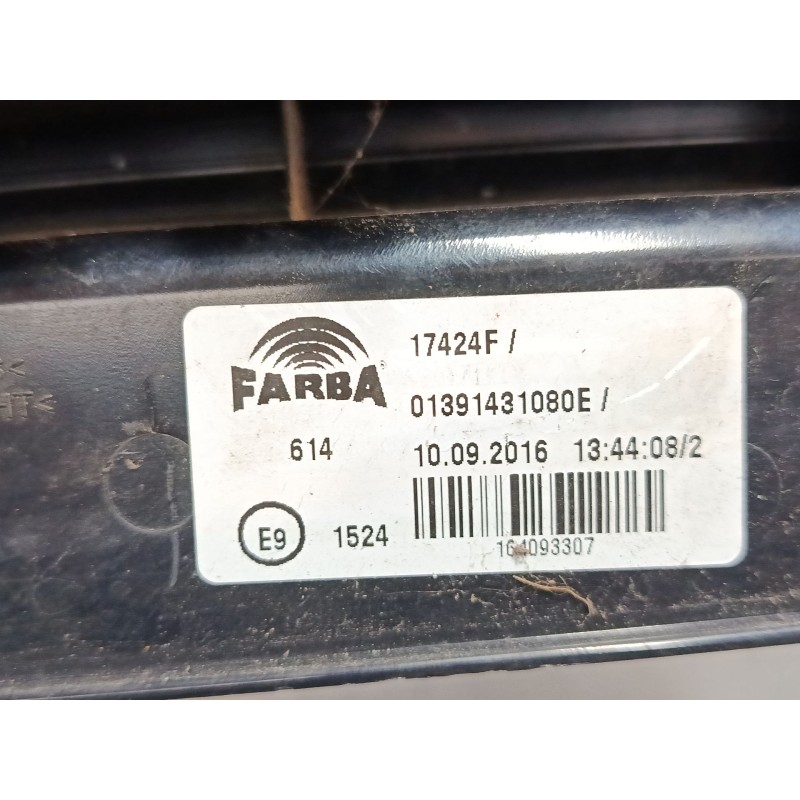 FARBA®
17424F /
01391431080E /
614
10.09.2016 13:44:08/2
E9
1524
164093307